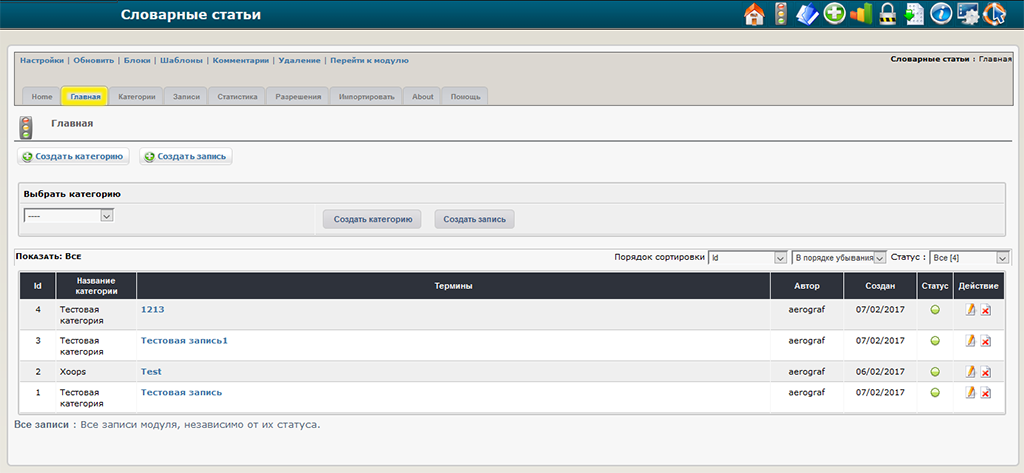 Словарные статьи
Настройки | Обновить | Блоки | Шаблоны | Комментарии | Удаление | Перейти к модулю
Словарные статьи : Главная
Home Главная Категории Записи Статистика Разрешения Импортировать About Помощь
Главная
Создать категорию Создать запись
Выбрать категорию
---- Создать категорию Создать запись
Показать: Все Порядок сортировки Id В порядке убывания Статус : Все [4]
Id Название категории Термины Автор Создан Статус Действие
4 Тестовая категория 1213 aerograf 07/02/2017
3 Тестовая категория Тестовая запись1 aerograf 07/02/2017
2 Xoops Test aerograf 06/02/2017
1 Тестовая категория Тестовая запись aerograf 07/02/2017
Все записи : Все записи модуля, независимо от их статуса.